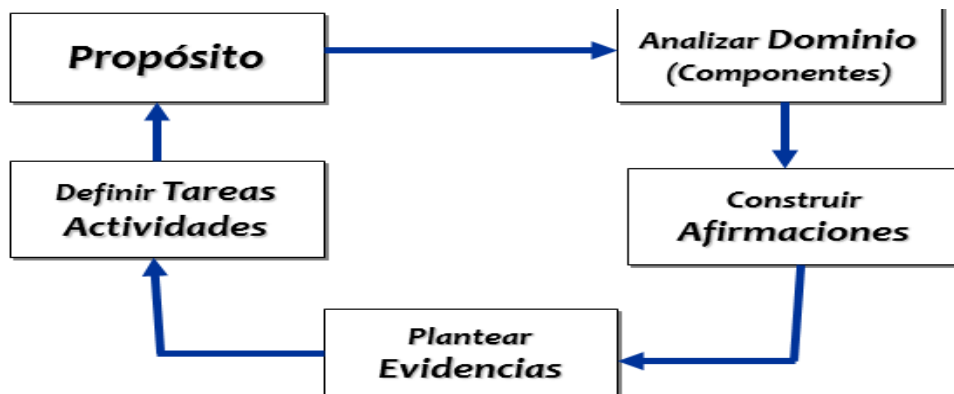 Propósito
Analizar Dominio
(Componentes)
Definir Tareas
Actividades
Construir
Afirmaciones
Plantear
Evidencias